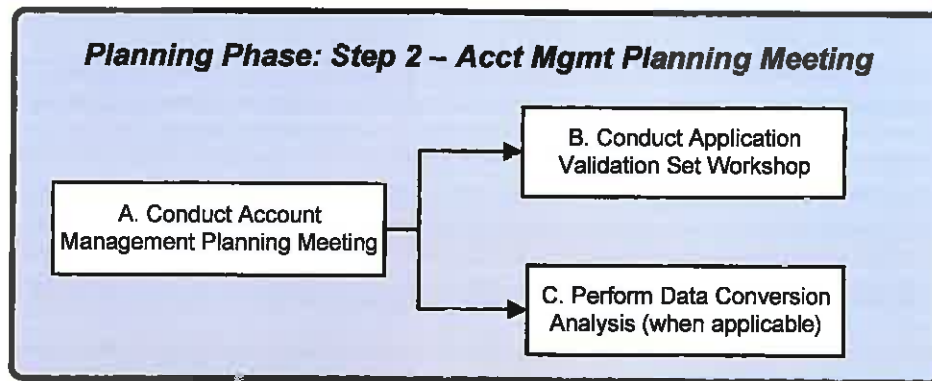 Planning Phase: Step 2 – Acct Mgmt Planning Meeting
A. Conduct Account
Management Planning Meeting
B. Conduct Application
Validation Set Workshop
C. Perform Data Conversion
Analysis (when applicable)